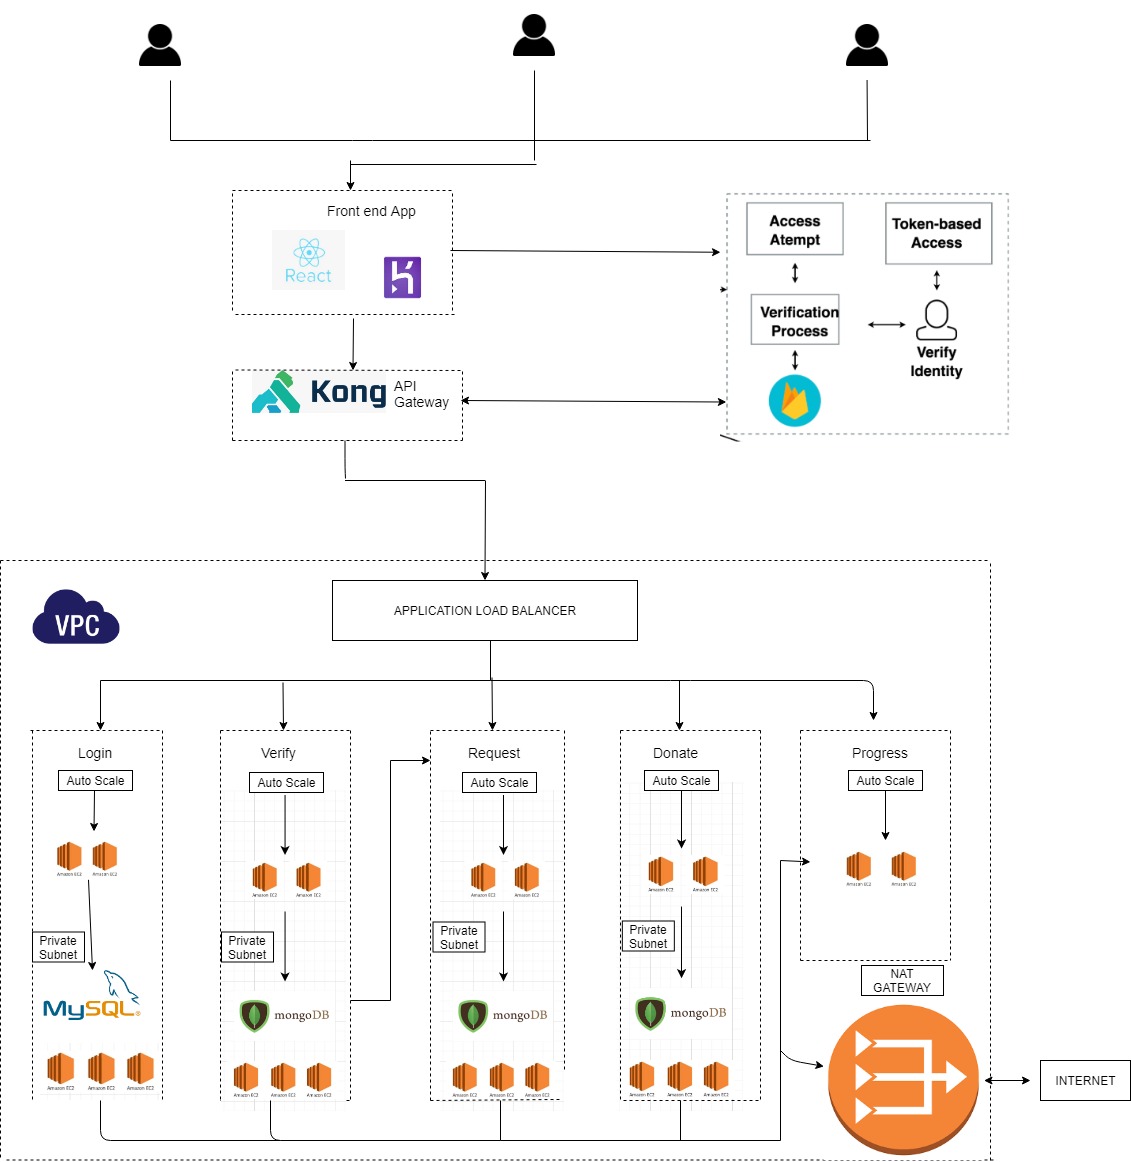 Front end App
React
Access
Atempt
Token-based
Access
Verification
Process
Verify
Identity
Kong
API
Gateway
VPC
APPLICATION LOAD BALANCER
Login
Verify
Request
Donate
Progress
Auto Scale
Auto Scale
Auto Scale
Auto Scale
Auto Scale
Amazon EC2
Amazon EC2
Amazon EC2
Amazon EC2
Amazon EC2
Amazon EC2
Amazon EC2
Amazon EC2
Amazon EC2
Amazon EC2
Private
Subnet
Private
Subnet
Private
Subnet
Private
Subnet
NAT
GATEWAY
MySQL®
mongoDB
mongoDB
mongoDB
Amazon EC2
Amazon EC2
Amazon EC2
Amazon EC2
Amazon EC2
Amazon EC2
Amazon EC2
Amazon EC2
Amazon EC2
Amazon EC2
Amazon EC2
Amazon EC2
INTERNET